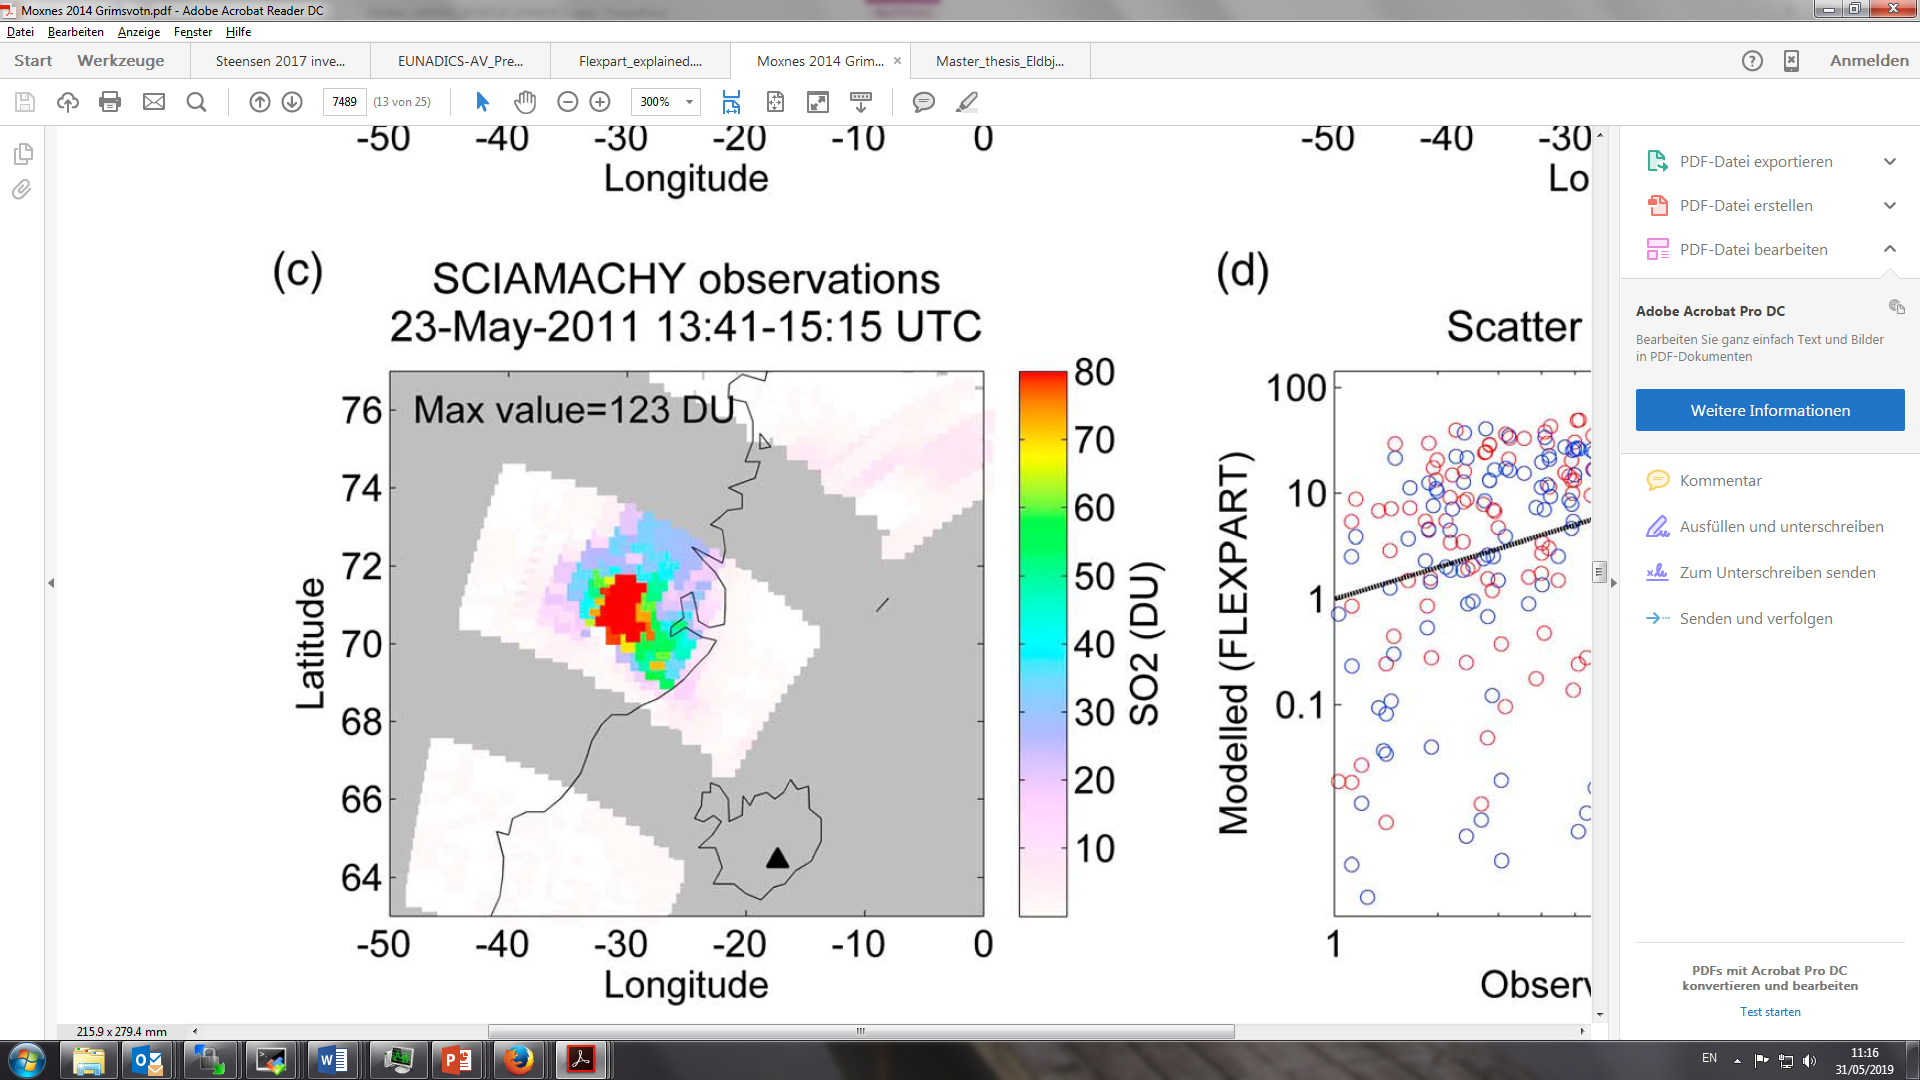 Moxnes 2014 Grimsvotn.pdf - Adobe Acrobat Reader DC
Datei Bearbeiten Anzeige Fenster Hilfe
Start Werkzeuge Steensen 2017 inve... EUNADICS-AV_Pre... Flexpart_explained.... Moxnes 2014 Grim... × Master_thesis_Eldbj... Anmelden
7489 (13 von 25) 300%
-50 -40 -30 -20 -10 0 -50 -40 -30
Longitude Lo
(c) (d)
SCIAMACHY observations
23-May-2011 13:41-15:15 UTC
Scatter
Max value=123 DU
76
74
72
70
68
66
64
Latitude
-50 -40 -30 -20 -10 0
Longitude
80
70
60
50
40
30
20
10
SO2 (DU)
100
10
1
0.1
Modelled (FLEXPART)
1
Observ
PDF-Datei exportieren
PDF-Datei erstellen
PDF-Datei bearbeiten
Adobe Acrobat Pro DC
Bearbeiten Sie ganz einfach Text und Bilder
in PDF-Dokumenten
Weitere Informationen
Kommentar
Ausfüllen und unterschreiben
Zum Unterschreiben senden
Senden und verfolgen
PDFs mit Acrobat Pro DC
konvertieren und bearbeiten
Test starten
215.9 x 279.4 mm
EN
11:16
31/05/2019